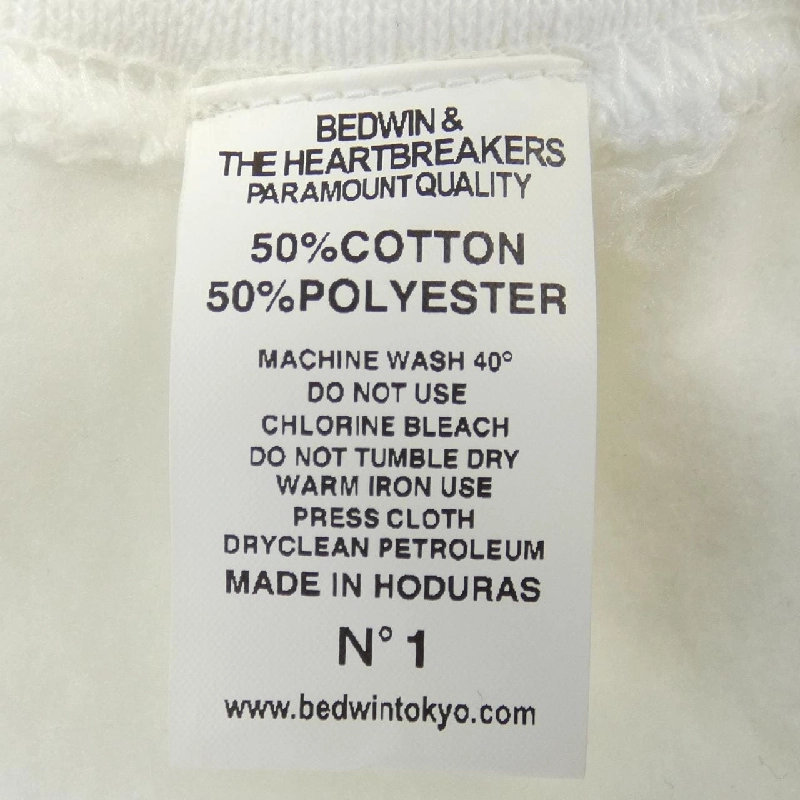 BEDWIN &
THE HEARTBREAKERS
PARAMOUNT QUALITY
50%COTTON
50%POLYESTER
MACHINE WASH 40°
DO NOT USE
CHLORINE BLEACH
DO NOT TUMBLE DRY
WARM IRON USE
PRESS CLOTH
DRYCLEAN PETROLEUM
MADE IN HODURAS
N° 1
www.bedwintokyo.com